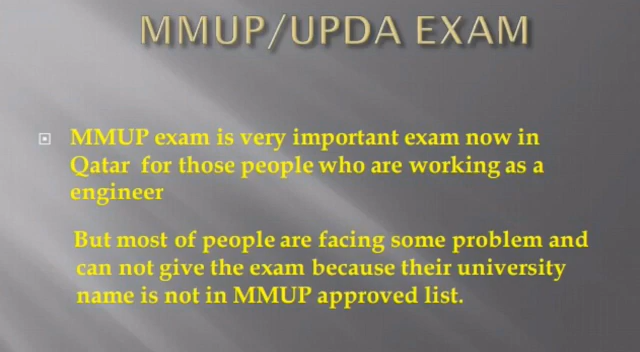 MMUP/UPDA EXAM
MMUP exam is very important exam now in
Qatar for those people who are working as a
engineer
But most of people are facing some problem and
can not give the exam because their university
name is not in MMUP approved list.